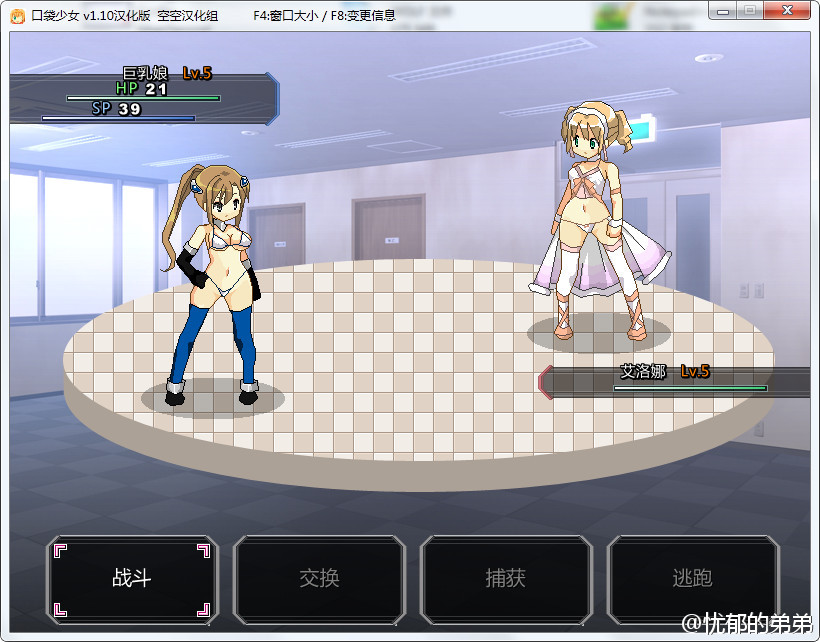 口袋少女 v1.10汉化版 空空汉化组 F4:窗口大小 / F8:变更信息
巨乳娘 Lv.5
HP 21
SP 39
艾洛娜 Lv.5
战斗 交换 捕获 逃跑
@忧郁的弟弟